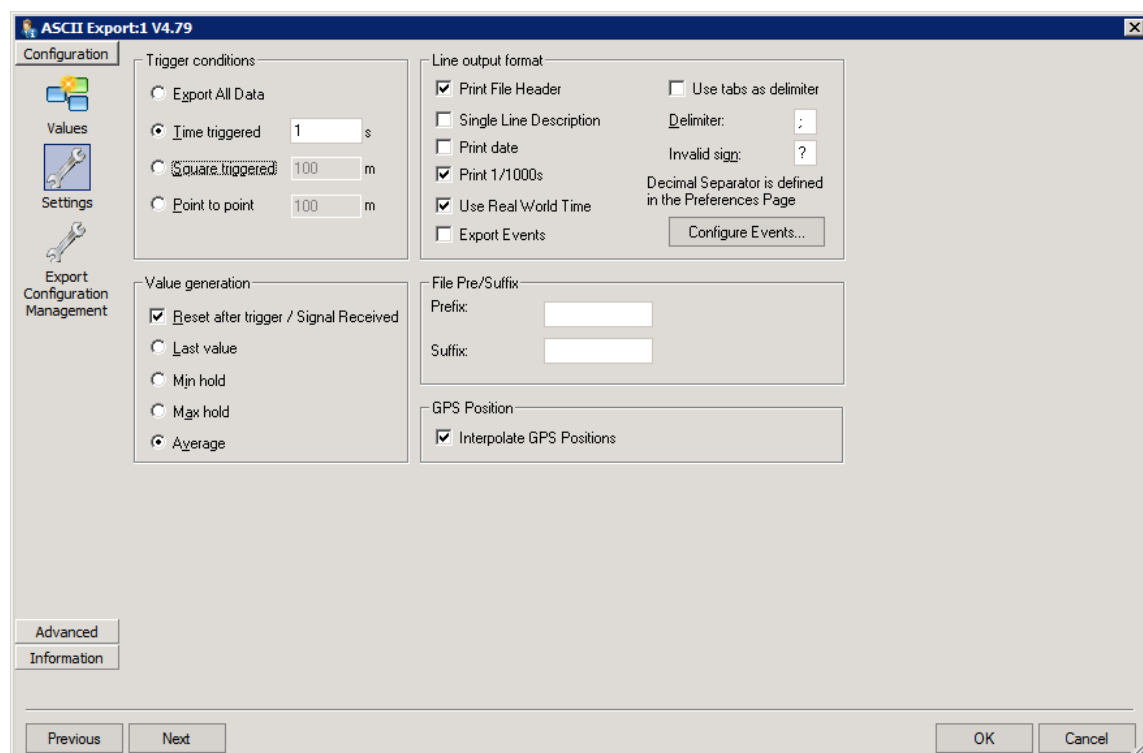 ASCII Export:1 V4.79
Configuration
Values
Settings
Export
Configuration
Management
Advanced
Information
Trigger conditions
Export All Data
Time triggered 1 s
Square triggered 100 m
Point to point 100 m
Value generation
Reset after trigger / Signal Received
Last value
Min hold
Max hold
Average
Line output format
Print File Header
Single Line Description
Print date
Print 1/1000s
Use Real World Time
Export Events
Use tabs as delimiter
Delimiter: ;
Invalid sign: ?
Decimal Separator is defined
in the Preferences Page
Configure Events...
File Pre/Suffix
Prefix:
Suffix:
GPS Position
Interpolate GPS Positions
Previous
Next
OK
Cancel